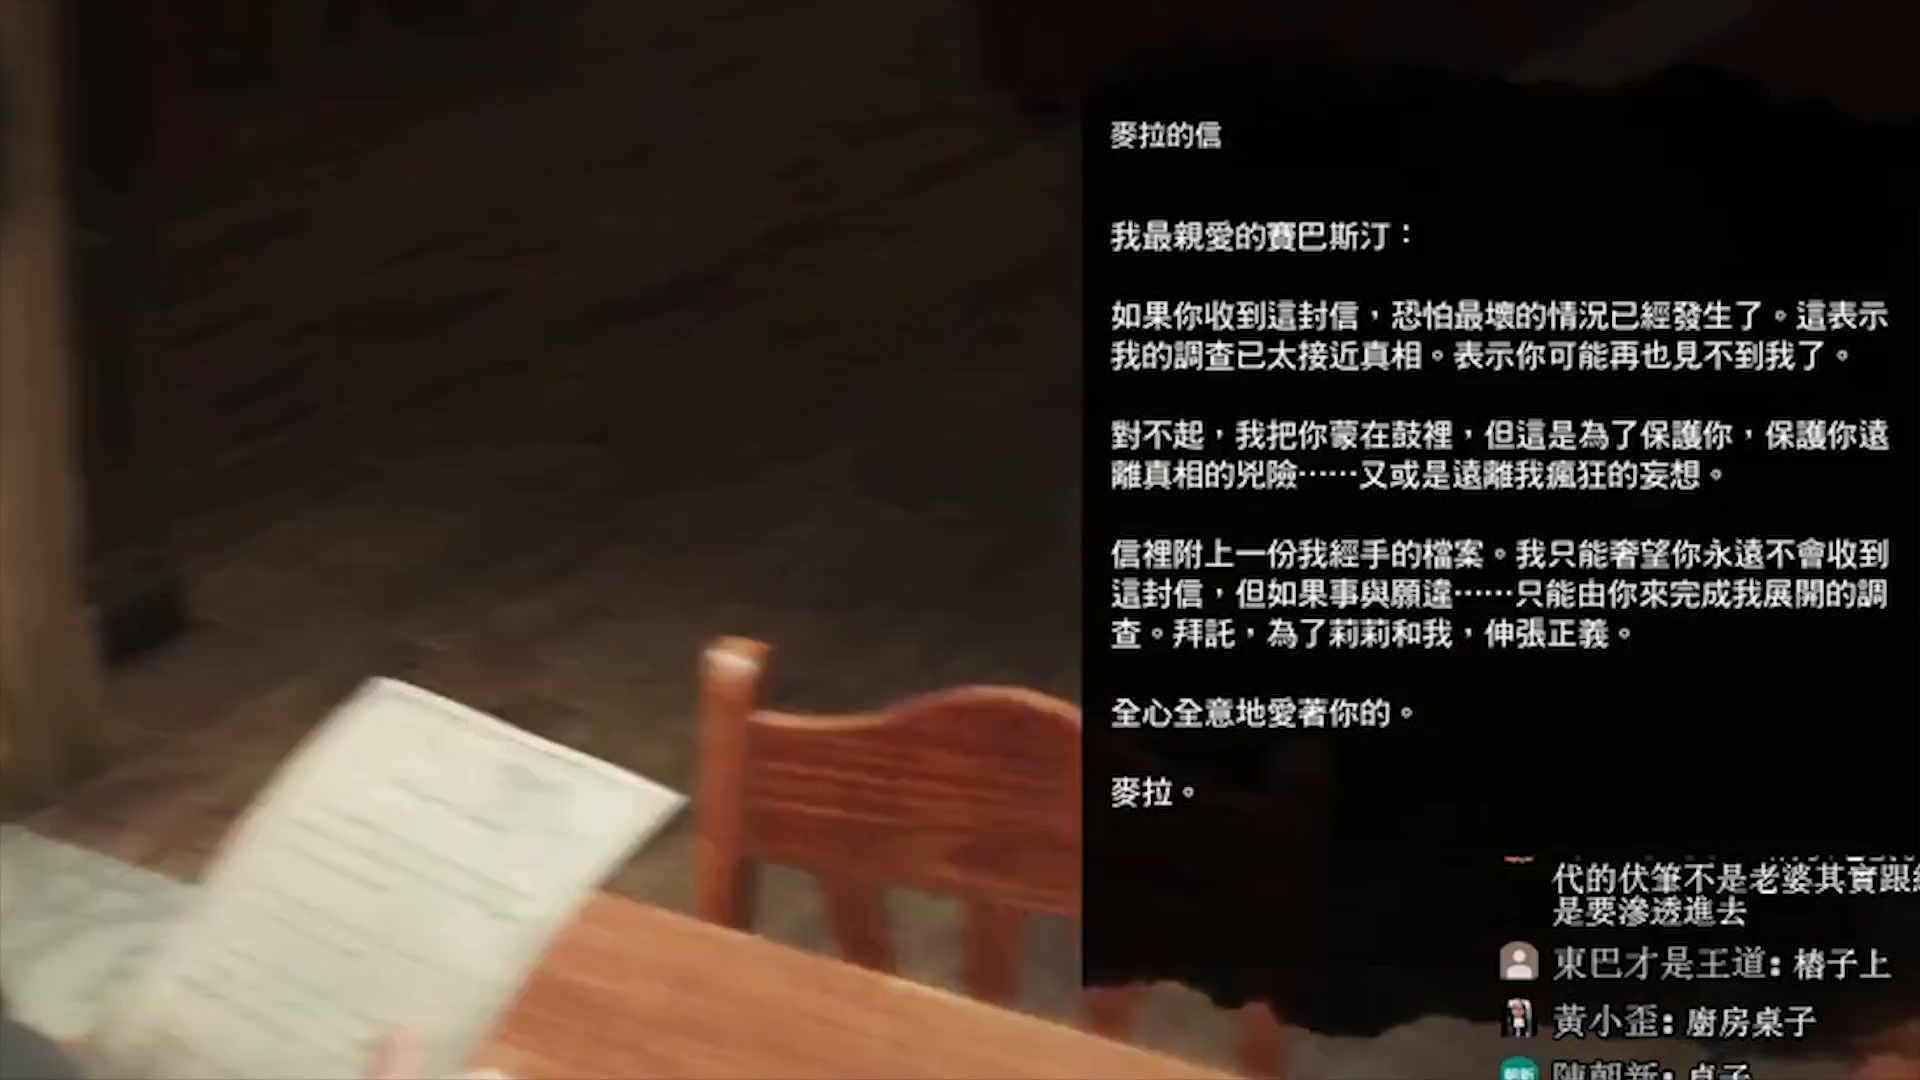 麥拉的信
我最親愛的賽巴斯汀：
如果你收到這封信，恐怕最壞的情況已經發生了。這表示
我的調查已太接近真相。表示你可能再也見不到我了。
對不起，我把你蒙在鼓裡，但這是為了保護你，保護你遠
離真相的兇險……又或是遠離我瘋狂的妄想。
信裡附上一份我經手的檔案。我只能奢望你永遠不會收到
這封信，但如果事與願違……只能由你來完成我展開的調
查。拜託，為了莉莉和我，伸張正義。
全心全意地愛著你的。
麥拉。
代的伏筆不是老婆其實跟
是要滲透進去
東巴才是王道: 樁子上
黃小歪: 廚房桌子
陳朝新: 桌子